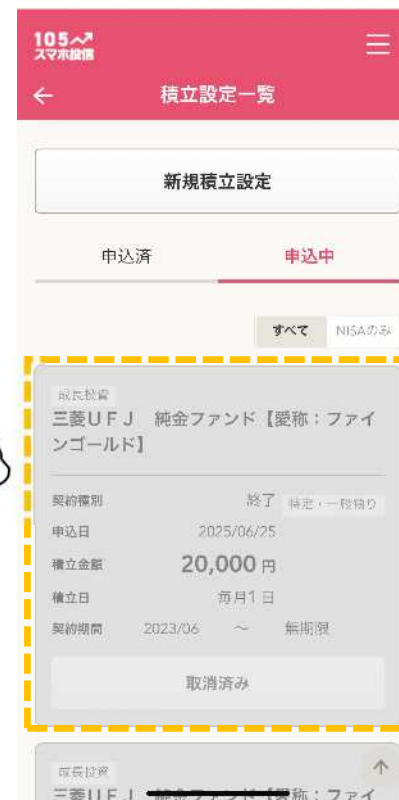 105
スマホ投信
積立設定一覧
新規積立設定
申込済 申込中
すべて NISAのみ
成長投資
三菱UFJ 純金ファンド【愛称：ファイ
ンゴールド】
契約種別 終了 特定・一般預り
申込日 2025/06/25
積立金額 20,000 円
積立日 毎月1日
契約期間 2023/06 ～ 無期限
取消済み
成長投資
三菱UFJ 純金ファンド【愛称：ファイ